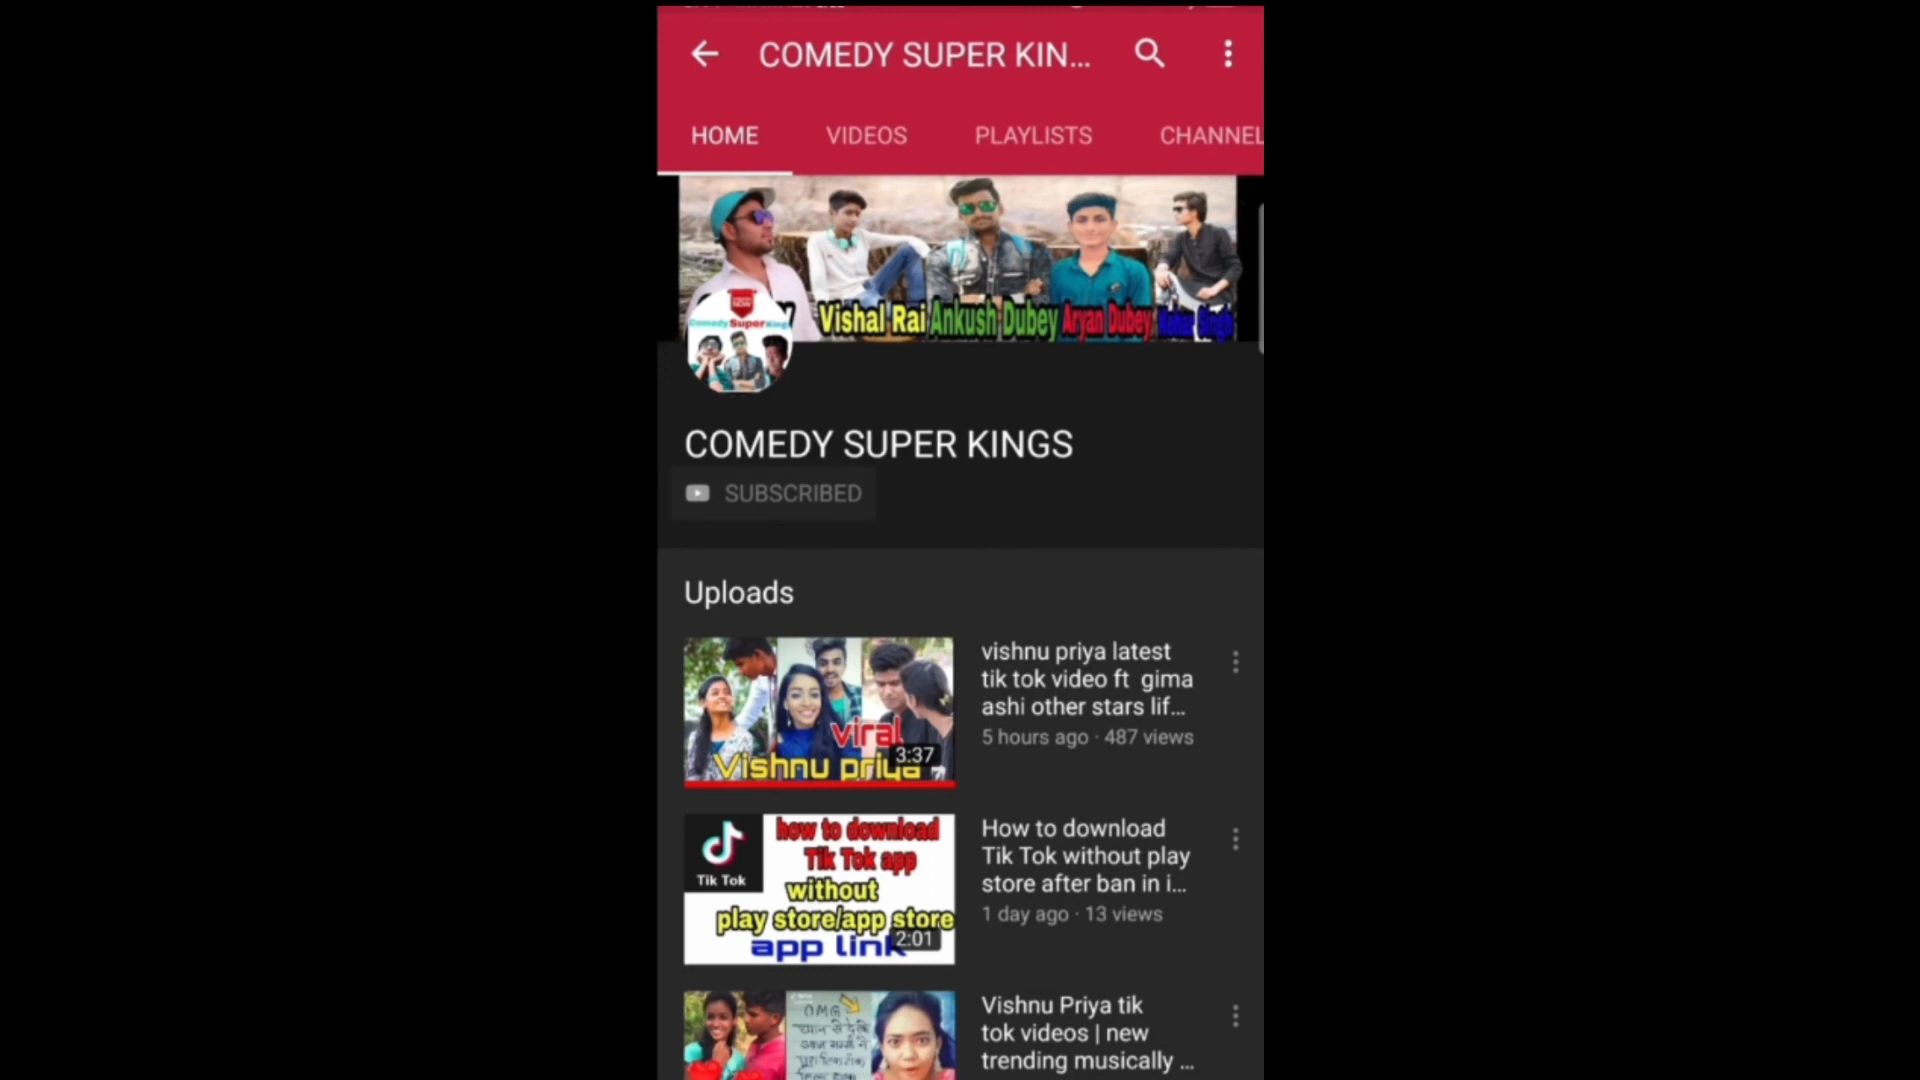 COMEDY SUPER KIN...
HOME VIDEOS PLAYLISTS CHANNEL
Vishal Rai Ankush Dubey Aryan Dubey
Comedy Super King
COMEDY SUPER KINGS
SUBSCRIBED
Uploads
viral
Vishnu priya
3:37
vishnu priya latest
tik tok video ft gima
ashi other stars lif...
5 hours ago · 487 views
Tik Tok
how to download
Tik Tok app
without
play store/app store
app link
2:01
How to download
Tik Tok without play
store after ban in i...
1 day ago · 13 views
OMG
Vishnu Priya tik
tok videos | new
trending musically ...